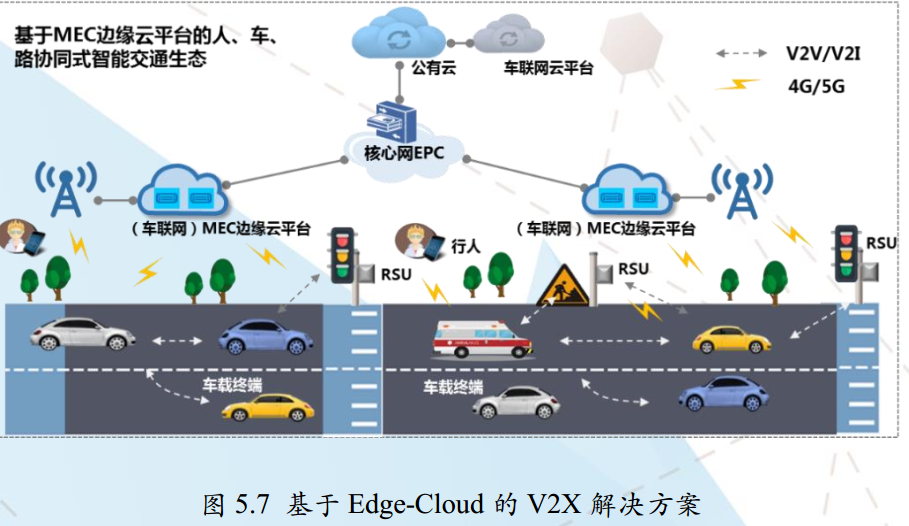 基于MEC边缘云平台的人、车、
路协同式智能交通生态
公有云
车联网云平台
V2V/V2I
4G/5G
核心网EPC
（车联网）MEC边缘云平台
（车联网）MEC边缘云平台
RSU
行人
RSU
RSU
车载终端
车载终端
图 5.7 基于 Edge-Cloud 的 V2X 解决方案